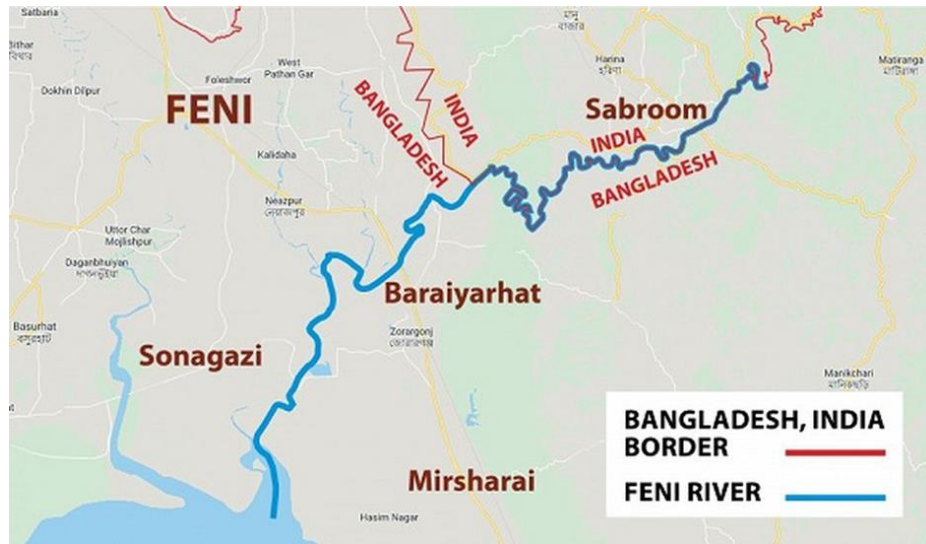 Satbaria
মানু
বাজার
Bithar
বিথার
West
Pathan Gar
Harina
হরিণা
Matiranga
মাটিরাঙ্গা
Foleshwor
Dokhin Dilpur
FENI
BANGLADESH
INDIA
Sabroom
INDIA
BANGLADESH
Kalidaha
Neazpur
Uttor Char
Mojlishpur
Daganbhuiyan
দাগনভূঁইয়া
Baraiyarhat
Basurhat
বসুরহাট
Zorargonj
জোরারগঞ্জ
Sonagazi
Manikchari
মানিকছড়ি
BANGLADESH, INDIA
BORDER
FENI RIVER
Mirsharai
Hasim Nagar